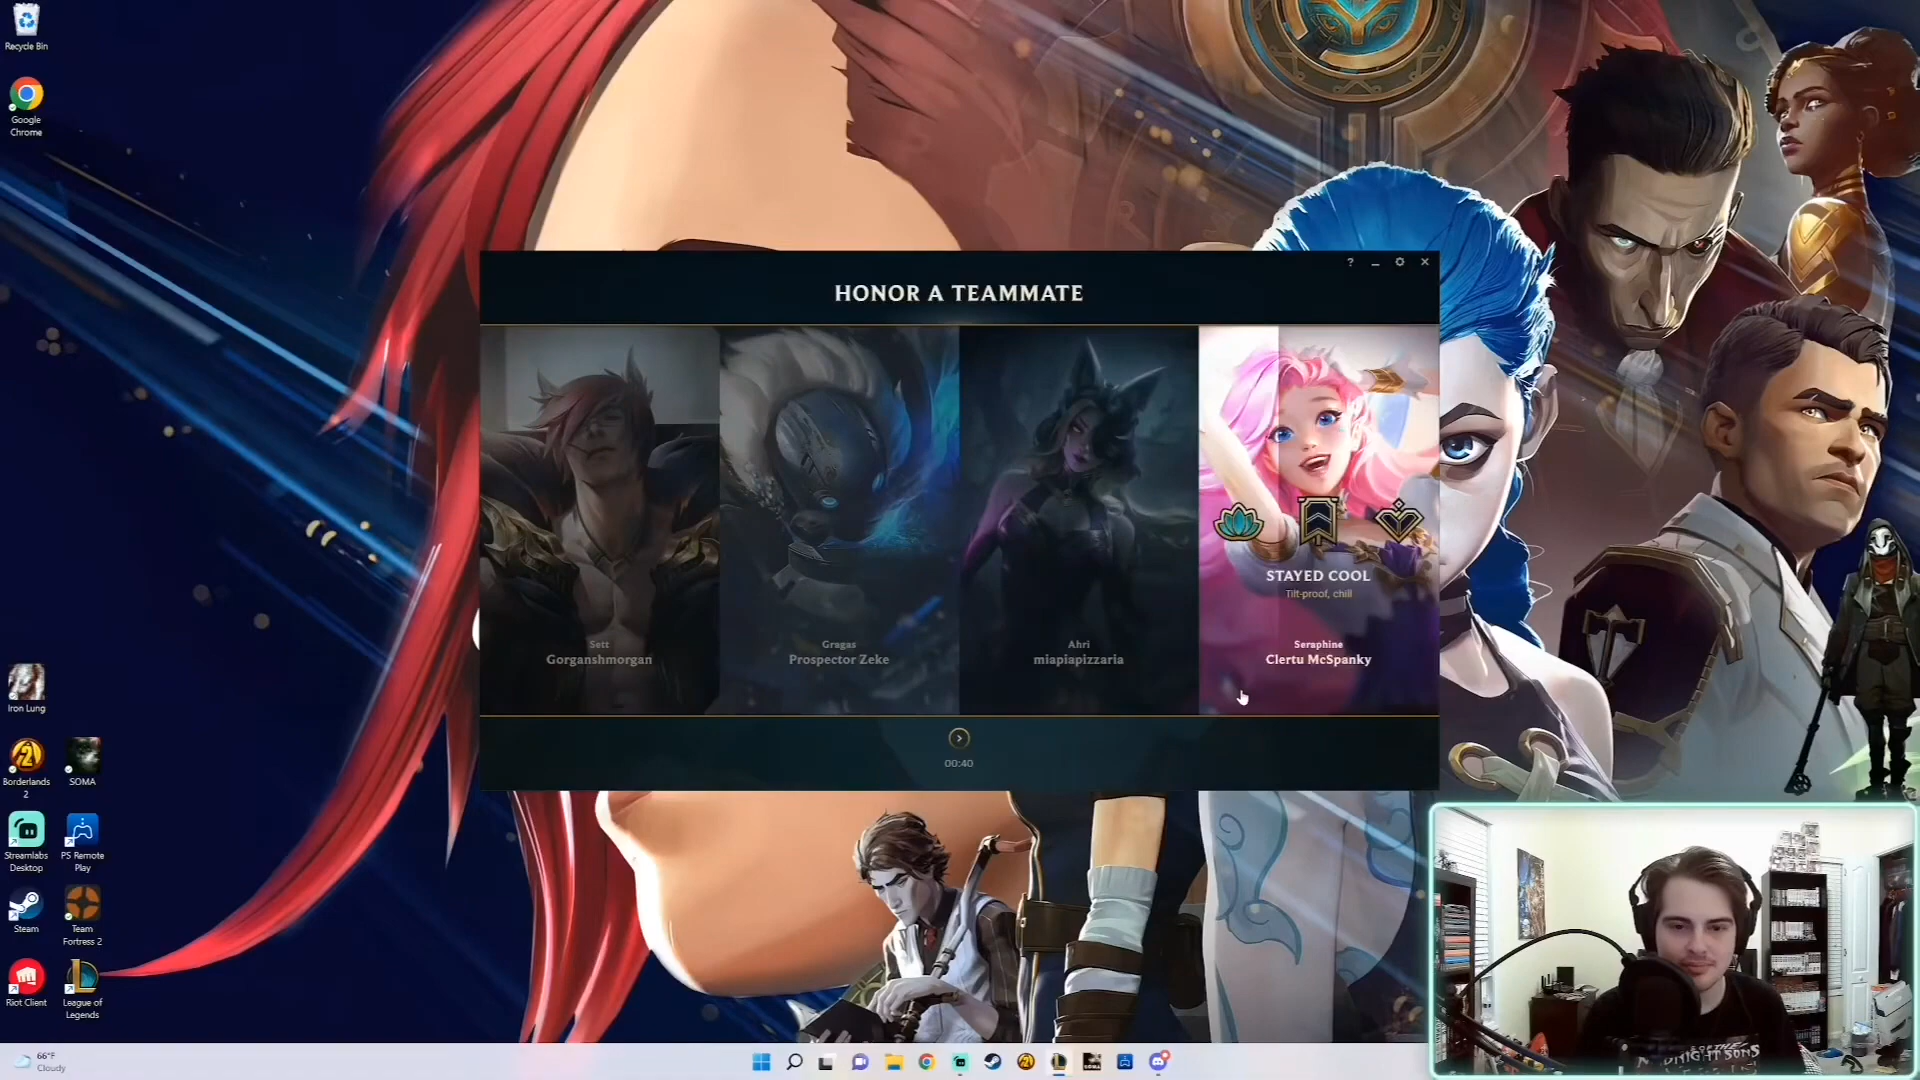 Recycle Bin
Google
Chrome
Iron Lung
Borderlands
2
SOMA
Streamlabs
Desktop
PS Remote
Play
Steam
Team
Fortress 2
Riot Client
League of
Legends
?
HONOR A TEAMMATE
Sett
Gorganshmorgan
Gragas
Prospector Zeke
Ahri
miapiapizzaria
STAYED COOL
Tilt-proof, chill
Seraphine
Clertu McSpanky
00:40
66°F
Cloudy
MIDNIGHT SONS